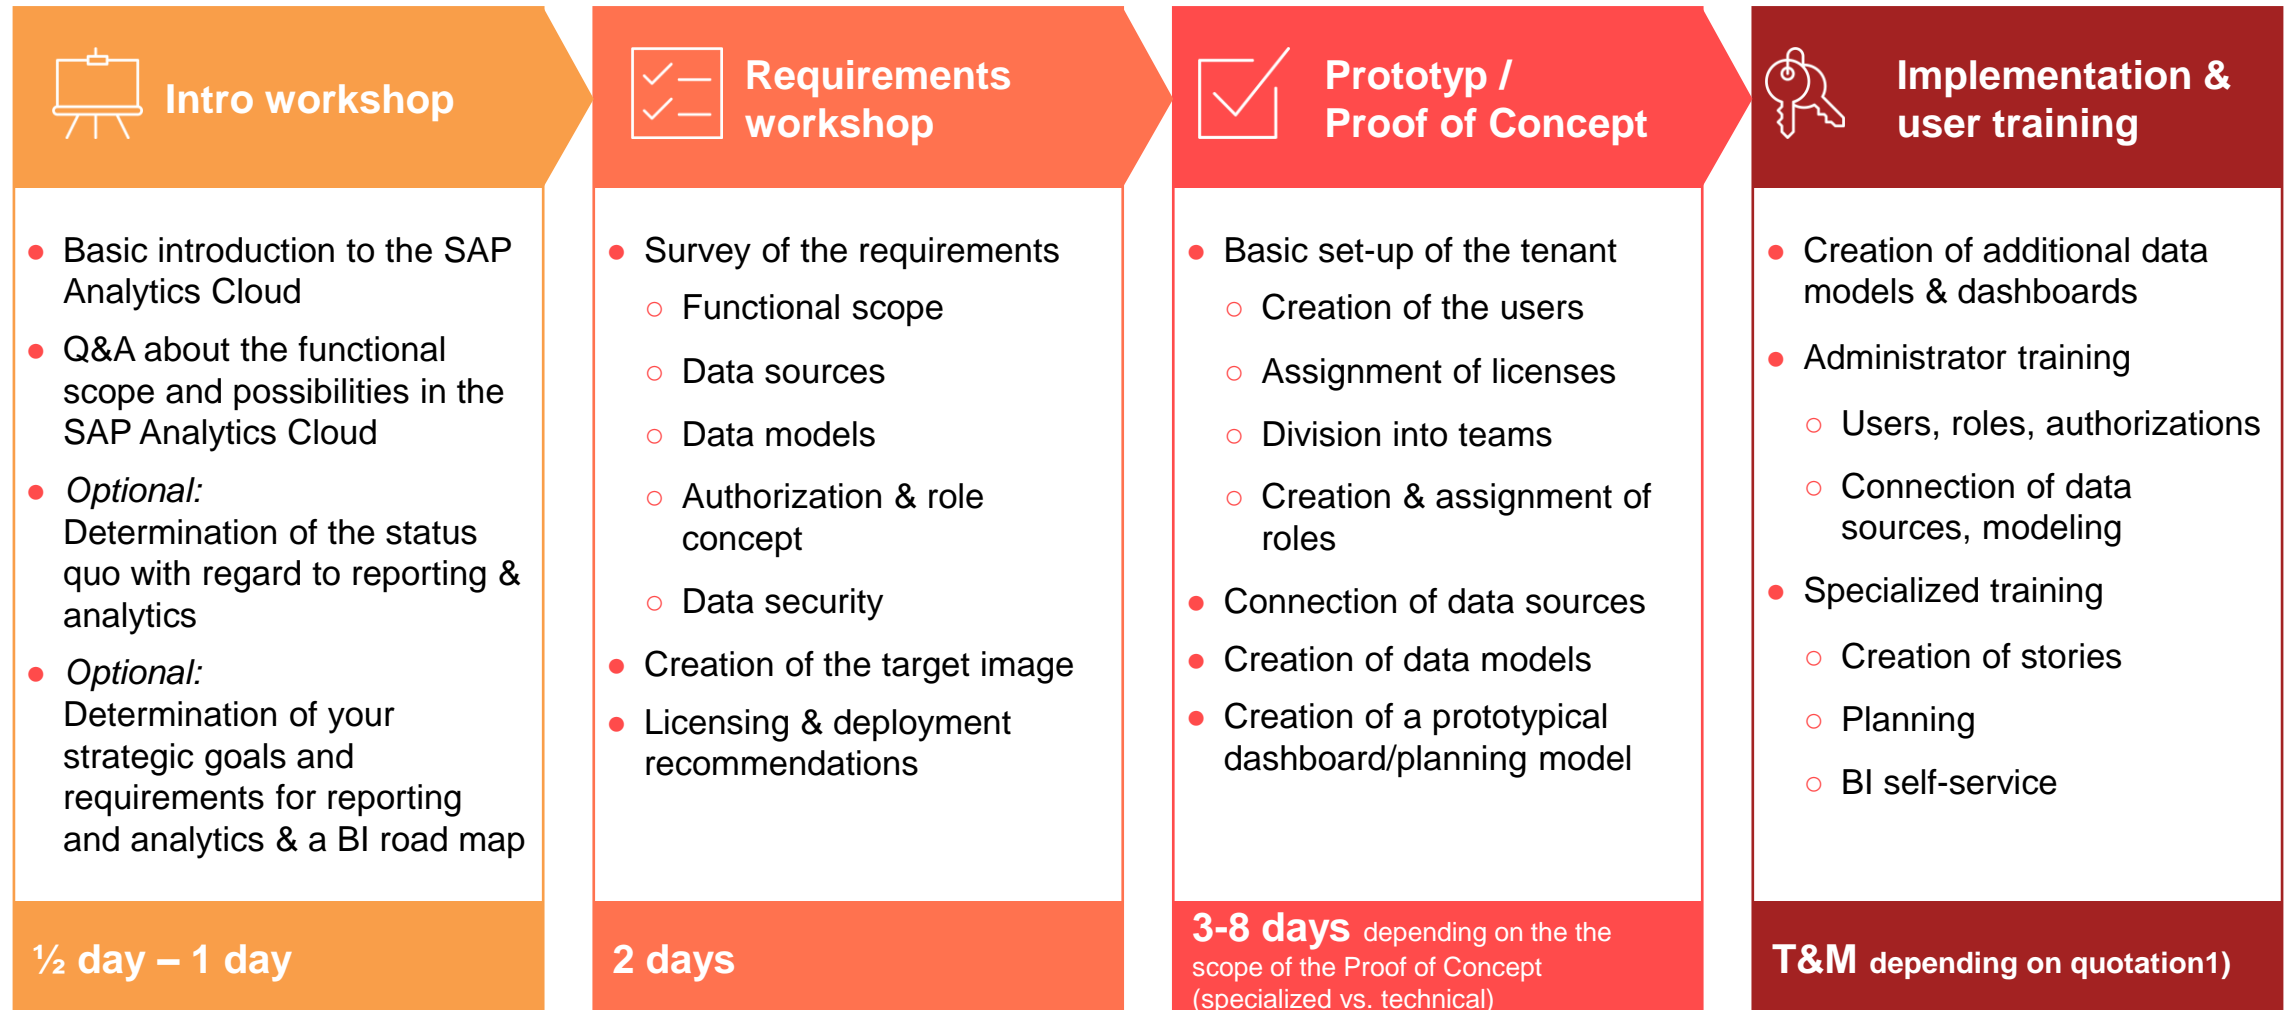 Intro workshop
● Basic introduction to the SAP
Analytics Cloud
● Q&A about the functional
scope and possibilities in the
SAP Analytics Cloud
● Optional:
Determination of the status
quo with regard to reporting &
analytics
● Optional:
Determination of your
strategic goals and
requirements for reporting
and analytics & a BI road map
½ day – 1 day
Requirements
workshop
● Survey of the requirements
○ Functional scope
○ Data sources
○ Data models
○ Authorization & role
concept
○ Data security
● Creation of the target image
● Licensing & deployment
recommendations
2 days
Prototyp /
Proof of Concept
● Basic set-up of the tenant
○ Creation of the users
○ Assignment of licenses
○ Division into teams
○ Creation & assignment of
roles
● Connection of data sources
● Creation of data models
● Creation of a prototypical
dashboard/planning model
3-8 days depending on the the
scope of the Proof of Concept
(specialized vs. technical)
Implementation &
user training
● Creation of additional data
models & dashboards
● Administrator training
○ Users, roles, authorizations
○ Connection of data
sources, modeling
● Specialized training
○ Creation of stories
○ Planning
○ BI self-service
T&M depending on quotation1)